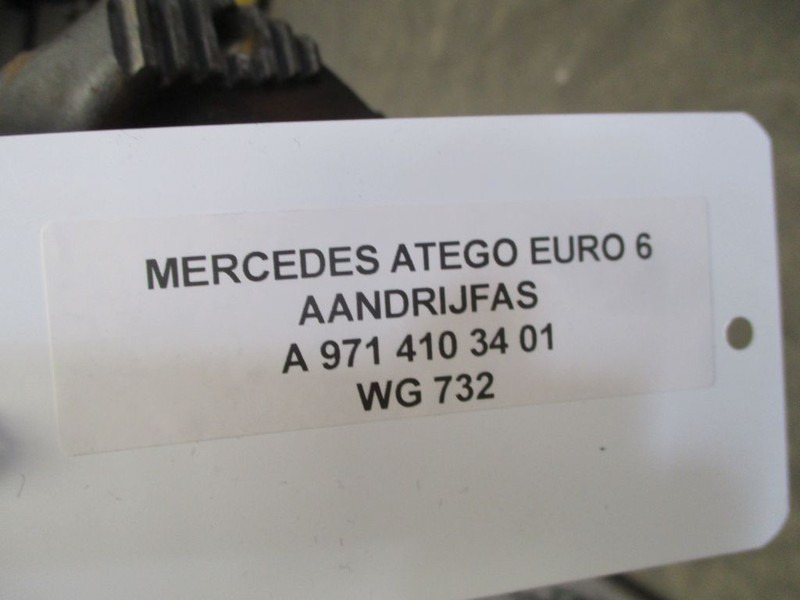 MERCEDES ATEGO EURO 6
AANDRIJFAS
A 971 410 34 01
WG 732